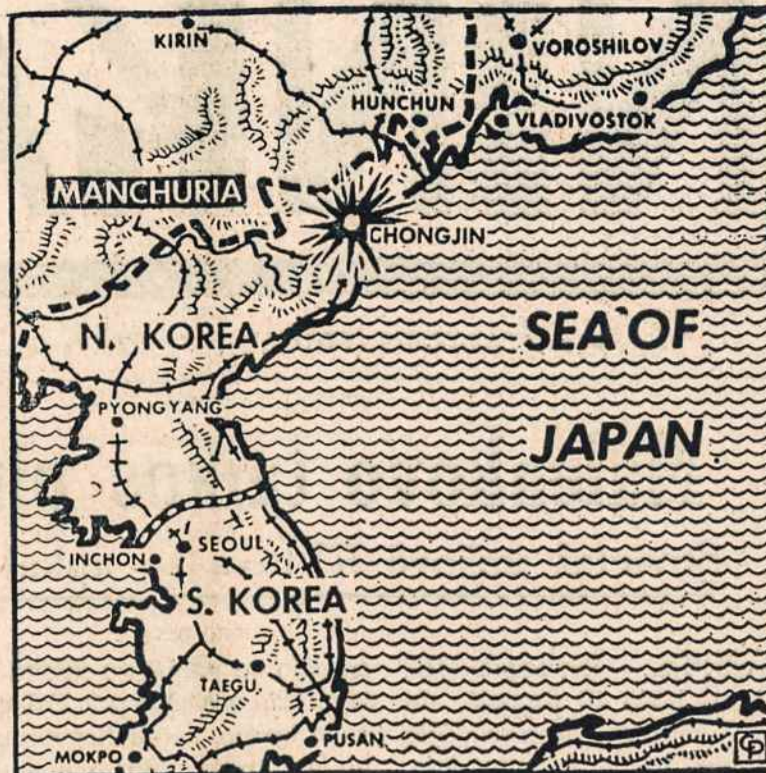 KIRIN
VOROSHILOV
HUNCHUN
VLADIVOSTOK
MANCHURIA
CHONGJIN
N. KOREA
SEA OF
JAPAN
PYONGYANG
INCHON
SEOUL
S. KOREA
TAEGU
MOKPO
PUSAN
CP